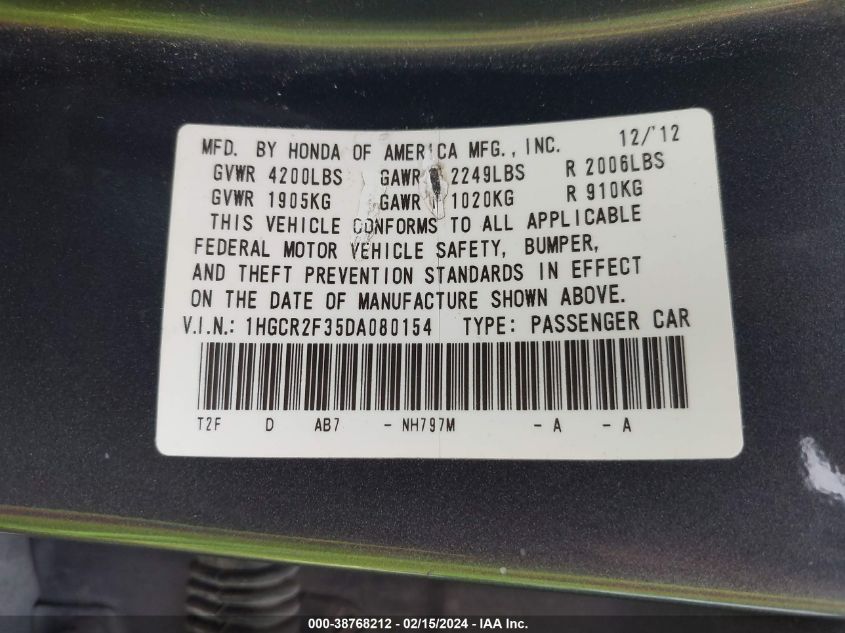 MFD. BY HONDA OF AMERICA MFG., INC. 12/'12
GVWR 4200LBS GAWR 2249LBS R 2006LBS
GVWR 1905KG GAWR 1020KG R 910KG
THIS VEHICLE CONFORMS TO ALL APPLICABLE
FEDERAL MOTOR VEHICLE SAFETY, BUMPER,
AND THEFT PREVENTION STANDARDS IN EFFECT
ON THE DATE OF MANUFACTURE SHOWN ABOVE.
V.I.N.: 1HGCR2F35DA080154 TYPE: PASSENGER CAR
T2F D AB7 - NH797M - A - A
000-38768212 - 02/15/2024 - IAA Inc.